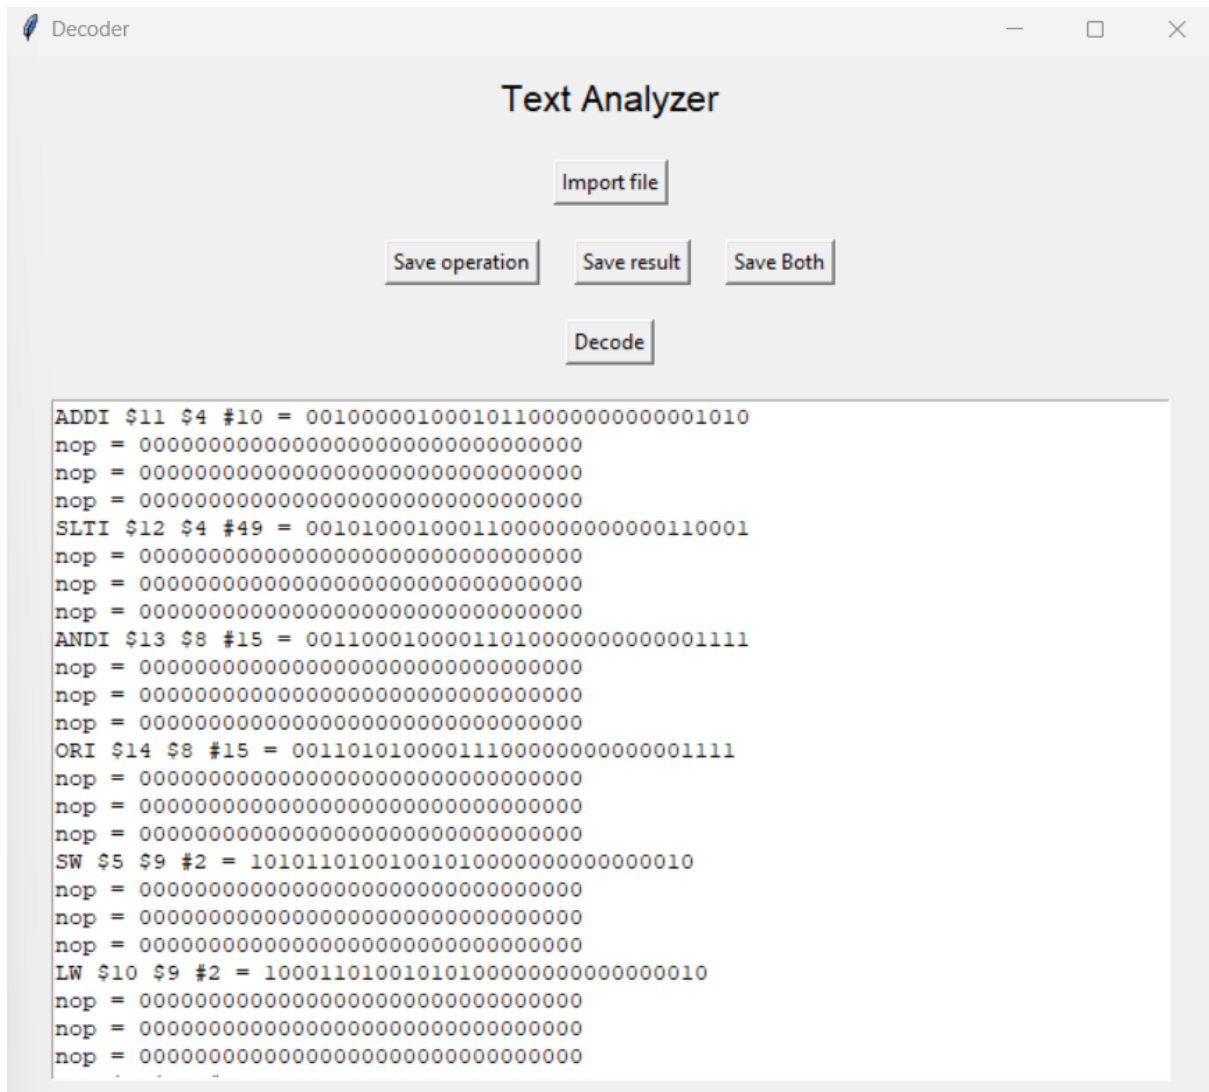 Decoder
Text Analyzer
Import file
Save operation Save result Save Both
Decode
ADDI $11 $4 #10 = 00100000100010110000000000001010
nop = 00000000000000000000000000000000
nop = 00000000000000000000000000000000
nop = 00000000000000000000000000000000
SLTI $12 $4 #49 = 00101000100011000000000000110001
nop = 00000000000000000000000000000000
nop = 00000000000000000000000000000000
nop = 00000000000000000000000000000000
ANDI $13 $8 #15 = 00110001000011010000000000001111
nop = 00000000000000000000000000000000
nop = 00000000000000000000000000000000
nop = 00000000000000000000000000000000
ORI $14 $8 #15 = 00110101000011100000000000001111
nop = 00000000000000000000000000000000
nop = 00000000000000000000000000000000
nop = 00000000000000000000000000000000
SW $5 $9 #2 = 10101101001001010000000000000010
nop = 00000000000000000000000000000000
nop = 00000000000000000000000000000000
nop = 00000000000000000000000000000000
LW $10 $9 #2 = 10001101001010100000000000000010
nop = 00000000000000000000000000000000
nop = 00000000000000000000000000000000
nop = 00000000000000000000000000000000